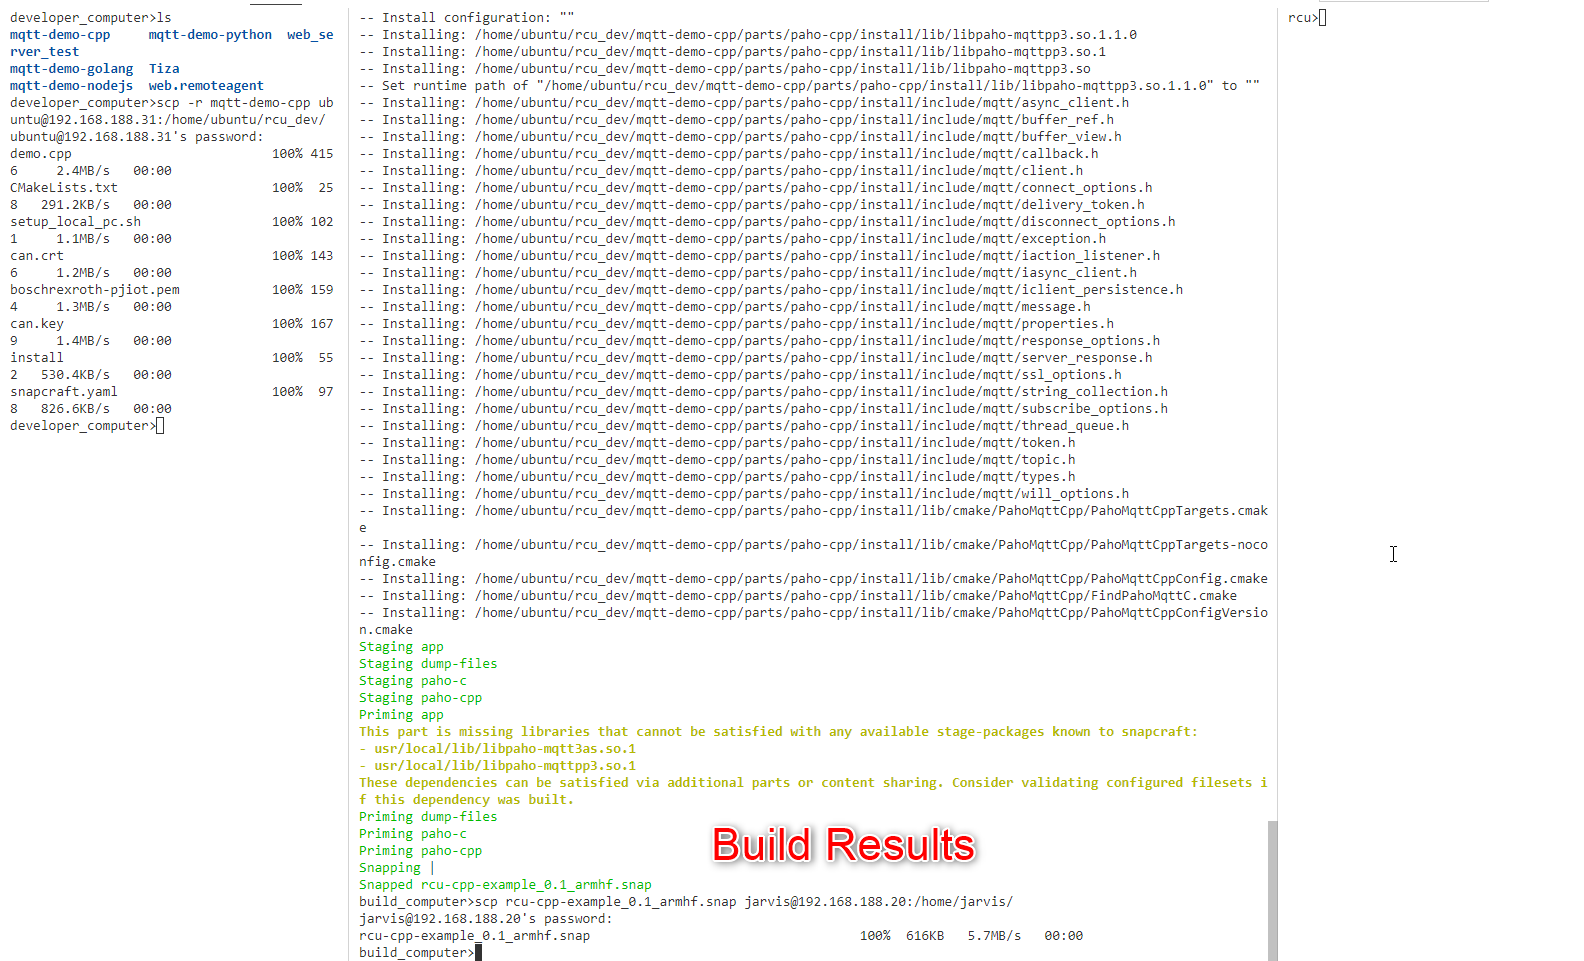 developer_computer>ls
mqtt-demo-cpp     mqtt-demo-python  web_se
rver_test
mqtt-demo-golang  Tiza
mqtt-demo-nodejs  web.remoteagent
developer_computer>scp -r mqtt-demo-cpp ub
untu@192.168.188.31:/home/ubuntu/rcu_dev/
ubuntu@192.168.188.31's password:
demo.cpp                          100% 415
6     2.4MB/s   00:00
CMakeLists.txt                    100%  25
8   291.2KB/s   00:00
setup_local_pc.sh                 100% 102
1     1.1MB/s   00:00
can.crt                           100% 143
6     1.2MB/s   00:00
boschrexroth-pjiot.pem            100% 159
4     1.3MB/s   00:00
can.key                           100% 167
9     1.4MB/s   00:00
install                           100%  55
2   530.4KB/s   00:00
snapcraft.yaml                    100%  97
8   826.6KB/s   00:00
developer_computer>
-- Install configuration: ""
-- Installing: /home/ubuntu/rcu_dev/mqtt-demo-cpp/parts/paho-cpp/install/lib/libpaho-mqttpp3.so.1.1.0
-- Installing: /home/ubuntu/rcu_dev/mqtt-demo-cpp/parts/paho-cpp/install/lib/libpaho-mqttpp3.so.1
-- Installing: /home/ubuntu/rcu_dev/mqtt-demo-cpp/parts/paho-cpp/install/lib/libpaho-mqttpp3.so
-- Set runtime path of "/home/ubuntu/rcu_dev/mqtt-demo-cpp/parts/paho-cpp/install/lib/libpaho-mqttpp3.so.1.1.0" to ""
-- Installing: /home/ubuntu/rcu_dev/mqtt-demo-cpp/parts/paho-cpp/install/include/mqtt/async_client.h
-- Installing: /home/ubuntu/rcu_dev/mqtt-demo-cpp/parts/paho-cpp/install/include/mqtt/buffer_ref.h
-- Installing: /home/ubuntu/rcu_dev/mqtt-demo-cpp/parts/paho-cpp/install/include/mqtt/buffer_view.h
-- Installing: /home/ubuntu/rcu_dev/mqtt-demo-cpp/parts/paho-cpp/install/include/mqtt/callback.h
-- Installing: /home/ubuntu/rcu_dev/mqtt-demo-cpp/parts/paho-cpp/install/include/mqtt/client.h
-- Installing: /home/ubuntu/rcu_dev/mqtt-demo-cpp/parts/paho-cpp/install/include/mqtt/connect_options.h
-- Installing: /home/ubuntu/rcu_dev/mqtt-demo-cpp/parts/paho-cpp/install/include/mqtt/delivery_token.h
-- Installing: /home/ubuntu/rcu_dev/mqtt-demo-cpp/parts/paho-cpp/install/include/mqtt/disconnect_options.h
-- Installing: /home/ubuntu/rcu_dev/mqtt-demo-cpp/parts/paho-cpp/install/include/mqtt/exception.h
-- Installing: /home/ubuntu/rcu_dev/mqtt-demo-cpp/parts/paho-cpp/install/include/mqtt/iaction_listener.h
-- Installing: /home/ubuntu/rcu_dev/mqtt-demo-cpp/parts/paho-cpp/install/include/mqtt/iasync_client.h
-- Installing: /home/ubuntu/rcu_dev/mqtt-demo-cpp/parts/paho-cpp/install/include/mqtt/iclient_persistence.h
-- Installing: /home/ubuntu/rcu_dev/mqtt-demo-cpp/parts/paho-cpp/install/include/mqtt/message.h
-- Installing: /home/ubuntu/rcu_dev/mqtt-demo-cpp/parts/paho-cpp/install/include/mqtt/properties.h
-- Installing: /home/ubuntu/rcu_dev/mqtt-demo-cpp/parts/paho-cpp/install/include/mqtt/response_options.h
-- Installing: /home/ubuntu/rcu_dev/mqtt-demo-cpp/parts/paho-cpp/install/include/mqtt/server_response.h
-- Installing: /home/ubuntu/rcu_dev/mqtt-demo-cpp/parts/paho-cpp/install/include/mqtt/ssl_options.h
-- Installing: /home/ubuntu/rcu_dev/mqtt-demo-cpp/parts/paho-cpp/install/include/mqtt/string_collection.h
-- Installing: /home/ubuntu/rcu_dev/mqtt-demo-cpp/parts/paho-cpp/install/include/mqtt/subscribe_options.h
-- Installing: /home/ubuntu/rcu_dev/mqtt-demo-cpp/parts/paho-cpp/install/include/mqtt/thread_queue.h
-- Installing: /home/ubuntu/rcu_dev/mqtt-demo-cpp/parts/paho-cpp/install/include/mqtt/token.h
-- Installing: /home/ubuntu/rcu_dev/mqtt-demo-cpp/parts/paho-cpp/install/include/mqtt/topic.h
-- Installing: /home/ubuntu/rcu_dev/mqtt-demo-cpp/parts/paho-cpp/install/include/mqtt/types.h
-- Installing: /home/ubuntu/rcu_dev/mqtt-demo-cpp/parts/paho-cpp/install/include/mqtt/will_options.h
-- Installing: /home/ubuntu/rcu_dev/mqtt-demo-cpp/parts/paho-cpp/install/lib/cmake/PahoMqttCpp/PahoMqttCppTargets.cmak
e
-- Installing: /home/ubuntu/rcu_dev/mqtt-demo-cpp/parts/paho-cpp/install/lib/cmake/PahoMqttCpp/PahoMqttCppTargets-noco
nfig.cmake
-- Installing: /home/ubuntu/rcu_dev/mqtt-demo-cpp/parts/paho-cpp/install/lib/cmake/PahoMqttCpp/PahoMqttCppConfig.cmake
-- Installing: /home/ubuntu/rcu_dev/mqtt-demo-cpp/parts/paho-cpp/install/lib/cmake/PahoMqttCpp/FindPahoMqttC.cmake
-- Installing: /home/ubuntu/rcu_dev/mqtt-demo-cpp/parts/paho-cpp/install/lib/cmake/PahoMqttCpp/PahoMqttCppConfigVersio
n.cmake
Staging app
Staging dump-files
Staging paho-c
Staging paho-cpp
Priming app
This part is missing libraries that cannot be satisfied with any available stage-packages known to snapcraft:
- usr/local/lib/libpaho-mqtt3as.so.1
- usr/local/lib/libpaho-mqttpp3.so.1
These dependencies can be satisfied via additional parts or content sharing. Consider validating configured filesets i
f this dependency was built.
Priming dump-files
Priming paho-c
Priming paho-cpp
Build Results
Snapping |
Snapped rcu-cpp-example_0.1_armhf.snap
build_computer>scp rcu-cpp-example_0.1_armhf.snap jarvis@192.168.188.20:/home/jarvis/
jarvis@192.168.188.20's password:
rcu-cpp-example_0.1_armhf.snap                                   100%  616KB   5.7MB/s   00:00
build_computer>
rcu>